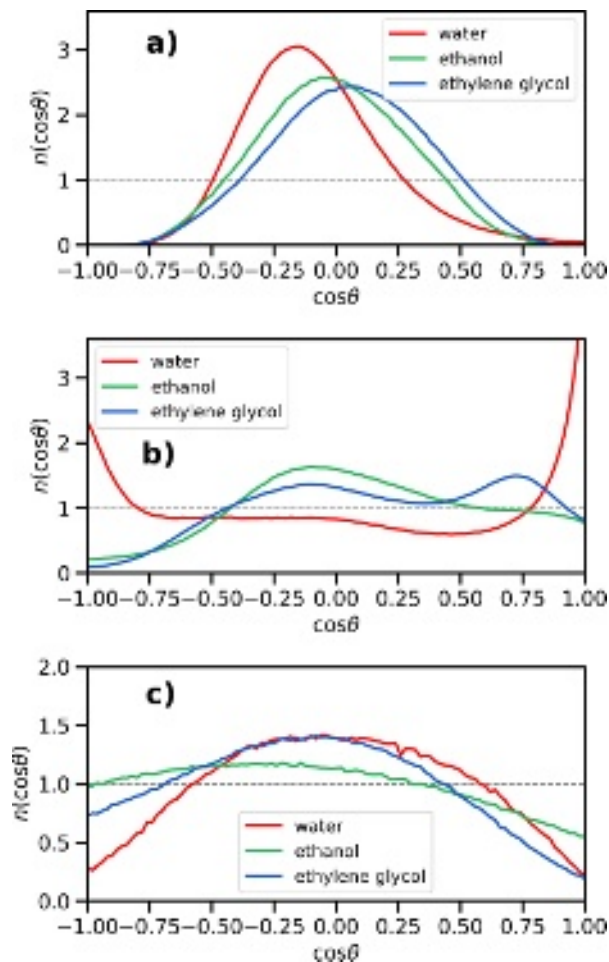 a)
water
ethanol
ethylene glycol
n(cosθ)
3
2
1
0
−1.00 −0.75 −0.50 −0.25 0.00 0.25 0.50 0.75 1.00
cosθ
water
ethanol
ethylene glycol
b)
n(cosθ)
3
2
1
0
−1.00 −0.75 −0.50 −0.25 0.00 0.25 0.50 0.75 1.00
cosθ
c)
n(cosθ)
2.0
1.5
1.0
0.5
0.0
water
ethanol
ethylene glycol
−1.00 −0.75 −0.50 −0.25 0.00 0.25 0.50 0.75 1.00
cosθ